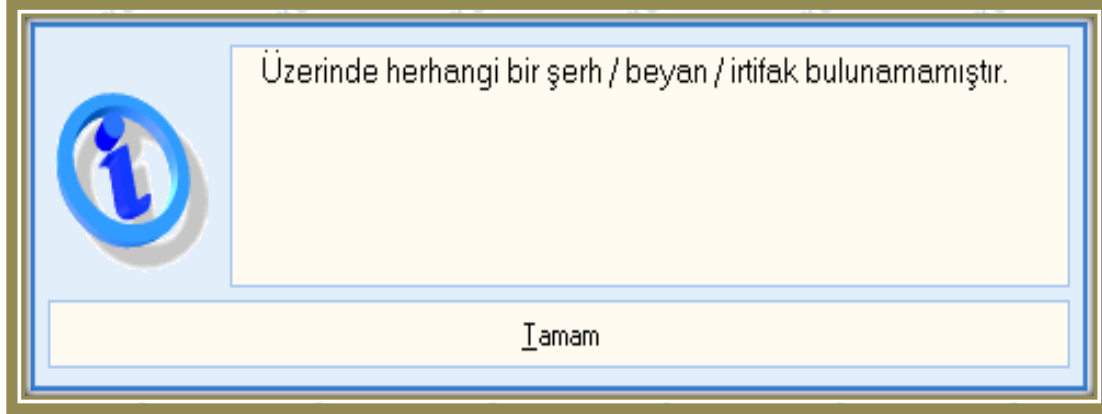 Üzerinde herhangi bir şerh / beyan / irtifak bulunamamıştır.
Tamam